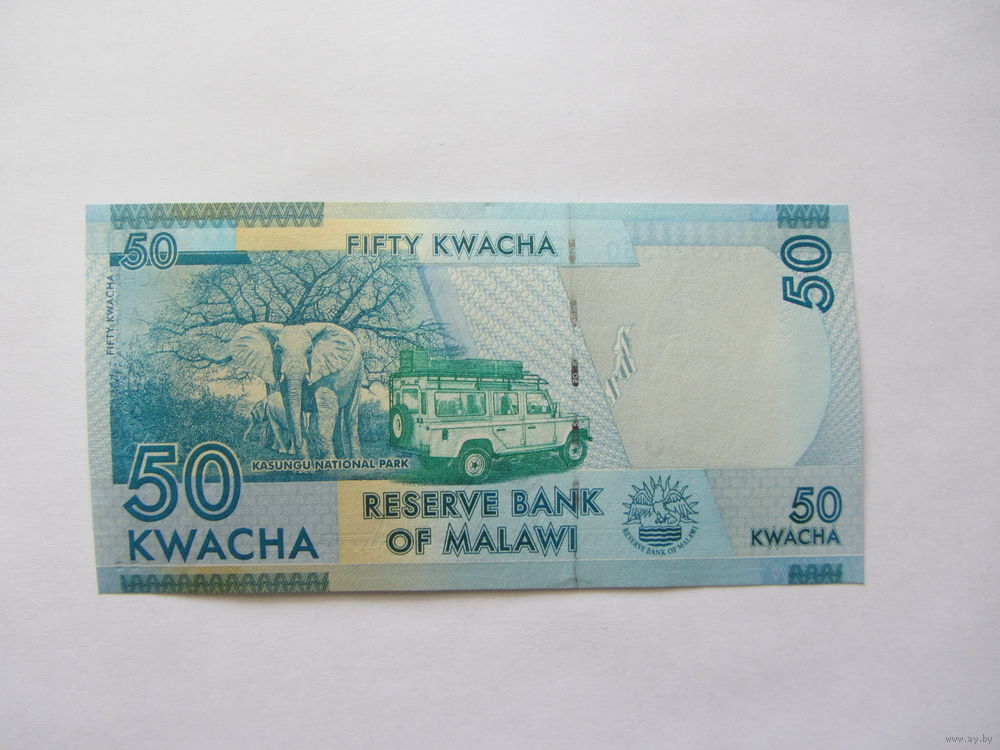 50
FIFTY KWACHA
50
FIFTY KWACHA
KASUNGU NATIONAL PARK
50
KWACHA
RESERVE BANK
OF MALAWI
RESERVE BANK OF MALAWI
50
KWACHA
www.ay.by